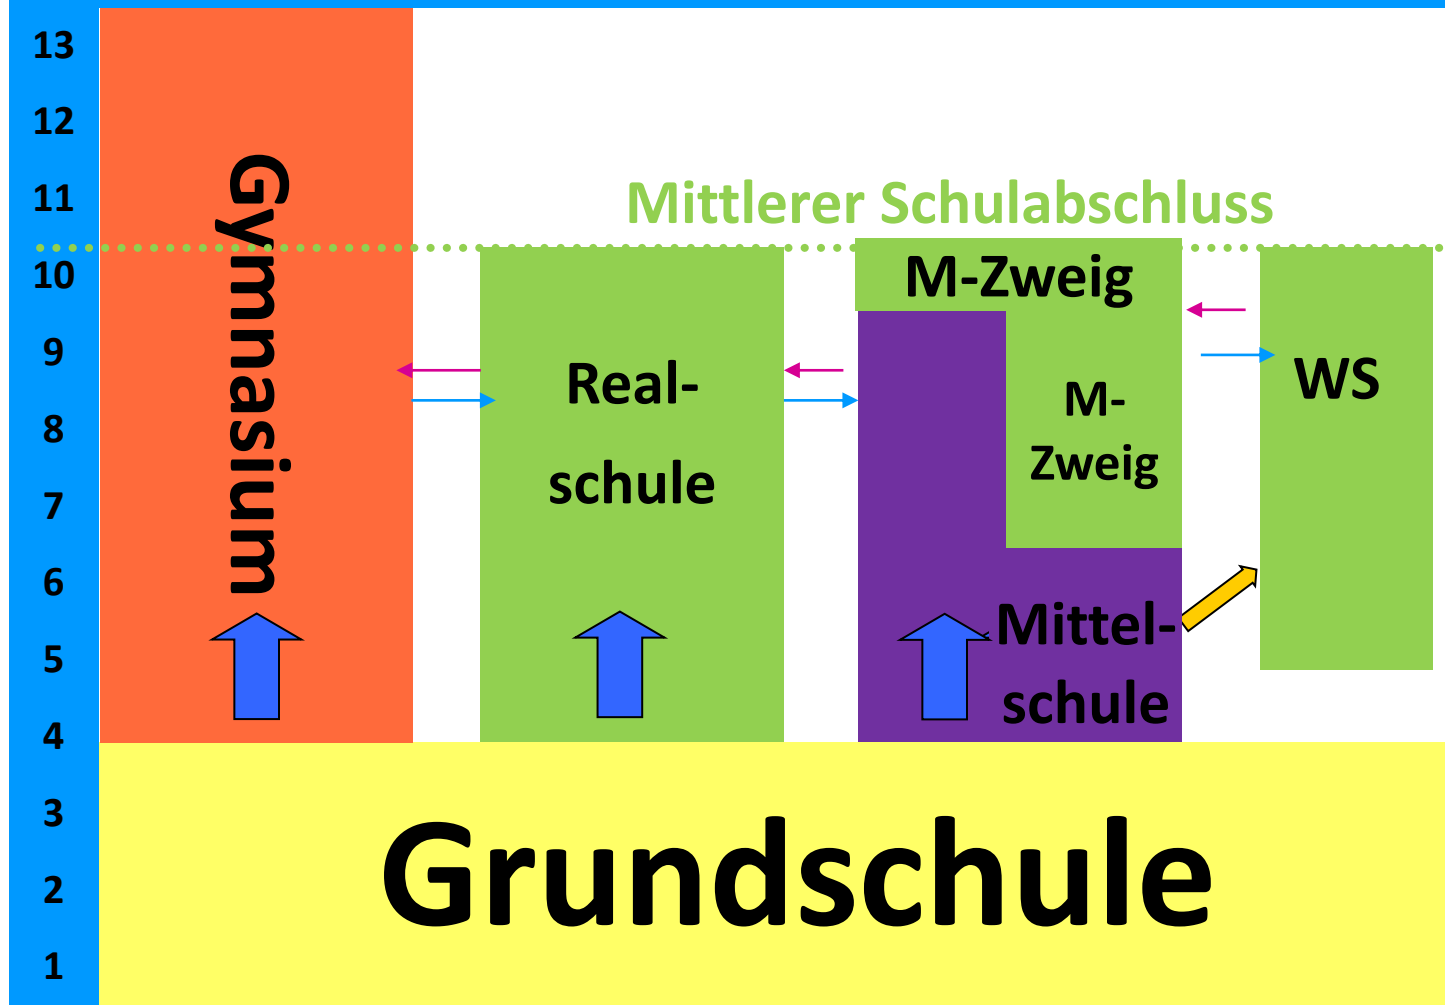 13
12
11
10
9
8
7
6
5
4
3
2
1
Gymnasium
Mittlerer Schulabschluss
Real-
schule
M-Zweig
M-
Zweig
Mittel-
schule
WS
Grundschule